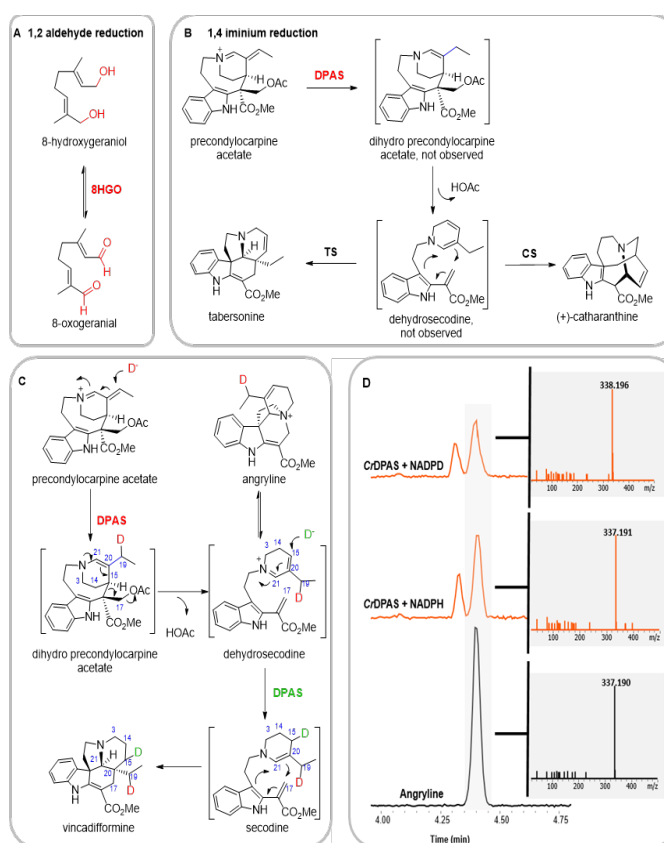 A 1,2 aldehyde reduction
OH
OH
8-hydroxygeraniol
8HGO
O
H
O
H
8-oxogeranial
B 1,4 iminium reduction
N
+
H
OAc
N
H
CO₂Me
precondylocarpine
acetate
DPAS
N
H
OAc
NH
CO₂Me
dihydro precondylocarpine
acetate, not observed
HOAc
N
H
NH
CO₂Me
tabersonine
TS
N
NH
CO₂Me
dehydrosecodine,
not observed
CS
N
NH
CO₂Me
(+)-catharanthine
C
D⁻
N
+
H
OAc
NH
CO₂Me
precondylocarpine acetate
DPAS
D
N
+
NH
CO₂Me
angryline
D
21
20
19
N
15
3
14
H
OAc
17
NH
CO₂Me
dihydro precondylocarpine
acetate
HOAc
D⁻
14
3
15
+
N
20
21
19
D
NH
CO₂Me
dehydrosecodine
DPAS
3
14
N
15
D
21
H
19
20
D
17
NH
CO₂Me
vincadifformine
14
D
3
15
N
20
19
21
D
17
NH
CO₂Me
secodine
D
338.196
CrDPAS + NADPD
100 200 300 m/z
337.191
CrDPAS + NADPH
100 200 300 m/z
337.190
Angryline
100 200 300 m/z
4.00 4.25 4.50 4.75
Time (min)